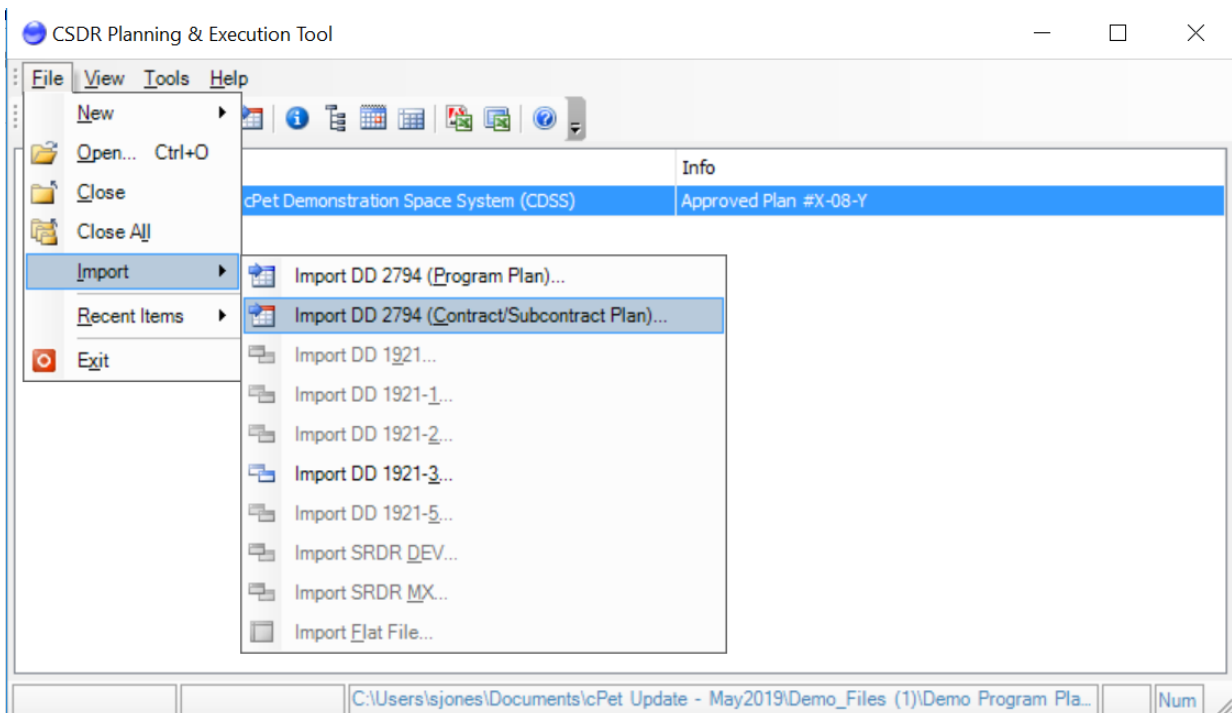 CSDR Planning & Execution Tool
File View Tools Help
New
Open... Ctrl+O
Close
Close All
Import
Recent Items
Exit
Info
cPet Demonstration Space System (CDSS) Approved Plan #X-08-Y
Import DD 2794 (Program Plan)...
Import DD 2794 (Contract/Subcontract Plan)...
Import DD 1921...
Import DD 1921-1...
Import DD 1921-2...
Import DD 1921-3...
Import DD 1921-5...
Import SRDR DEV...
Import SRDR MX...
Import Flat File...
C:\Users\sjones\Documents\cPet Update - May2019\Demo_Files (1)\Demo Program Pla... Num